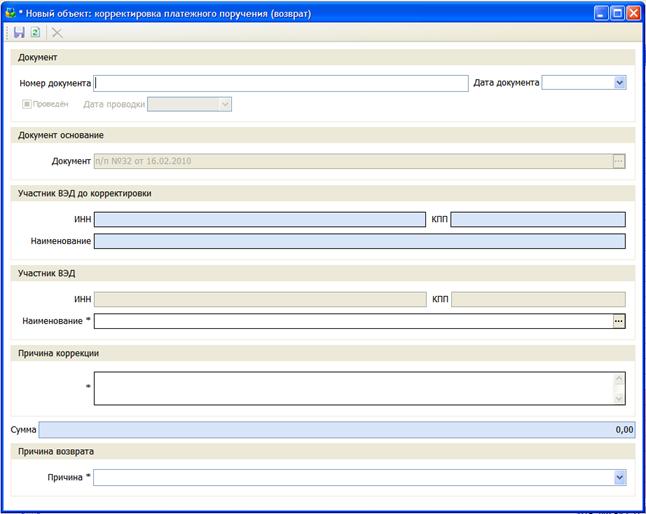 * Новый объект: корректировка платежного поручения (возврат)
Документ
Номер документа Дата документа
Проведён Дата проводки
Документ основание
Документ п/п №32 от 16.02.2010 ...
Участник ВЭД до корректировки
ИНН КПП
Наименование
Участник ВЭД
ИНН КПП
Наименование * ...
Причина коррекции
*
Сумма 0,00
Причина возврата
Причина *